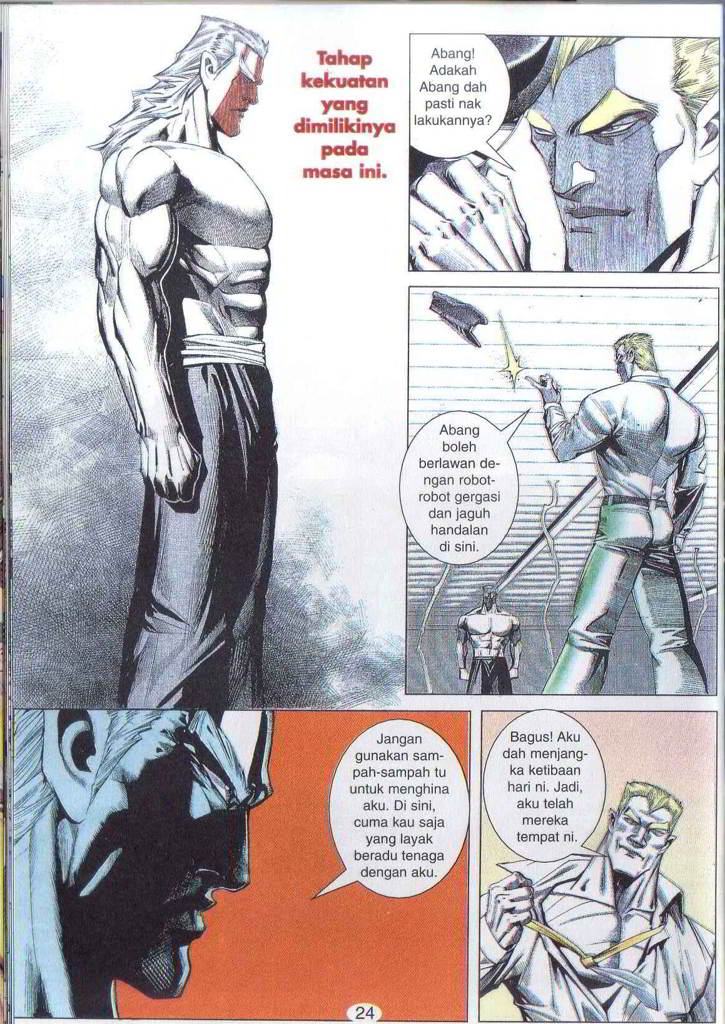 Tahap
kekuatan
yang
dimilikinya
pada
masa ini.
Abang!
Adakah
Abang dah
pasti nak
lakukannya?
Abang
boleh
berlawan de-
ngan robot-
robot gergasi
dan jaguh
handalan
di sini.
Jangan
gunakan sam-
pah-sampah tu
untuk menghina
aku. Di sini,
cuma kau saja
yang layak
beradu tenaga
dengan aku.
Bagus! Aku
dah menjang-
ka ketibaan
hari ni. Jadi,
aku telah
mereka
tempat ni.
24